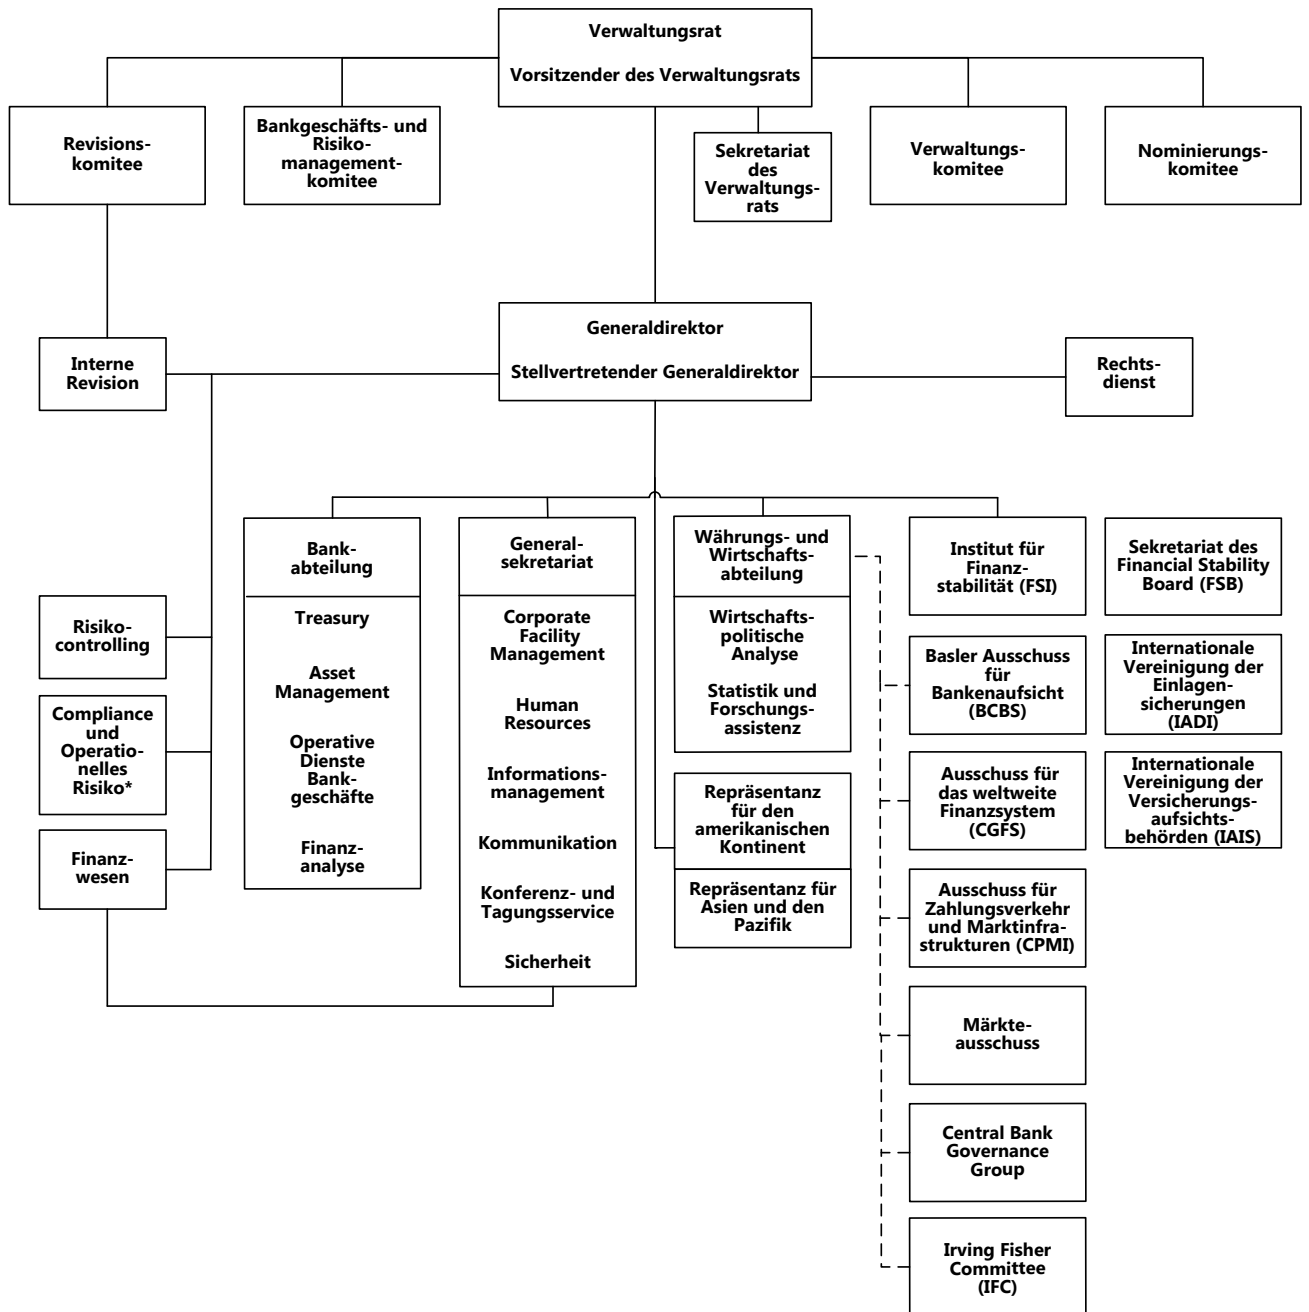 Verwaltungsrat
Vorsitzender des Verwaltungsrats
Revisions-
komitee
Bankgeschäfts- und
Risiko-
management-
komitee
Sekretariat
des
Verwaltungs-
rats
Verwaltungs-
komitee
Nominierungs-
komitee
Generaldirektor
Stellvertretender Generaldirektor
Interne
Revision
Rechts-
dienst
Risiko-
controlling
Compliance
und
Operatio-
nelles
Risiko*
Finanz-
wesen
Bank-
abteilung
Treasury
Asset
Management
Operative
Dienste
Bank-
geschäfte
Finanz-
analyse
General-
sekretariat
Corporate
Facility
Management
Human
Resources
Informations-
management
Kommunikation
Konferenz- und
Tagungsservice
Sicherheit
Währungs- und
Wirtschafts-
abteilung
Wirtschafts-
politische
Analyse
Statistik und
Forschungs-
assistenz
Repräsentanz
für den
amerikanischen
Kontinent
Repräsentanz für
Asien und den
Pazifik
Institut für
Finanz-
stabilität (FSI)
Basler Ausschuss
für
Bankenaufsicht
(BCBS)
Ausschuss für
das weltweite
Finanzsystem
(CGFS)
Ausschuss für
Zahlungsverkehr
und Marktinfra-
strukturen (CPMI)
Märkte-
ausschuss
Central Bank
Governance
Group
Irving Fisher
Committee
(IFC)
Sekretariat des
Financial Stability
Board (FSB)
Internationale
Vereinigung der
Einlagen-
sicherungen
(IADI)
Internationale
Vereinigung der
Versicherungs-
aufsichts-
behörden (IAIS)